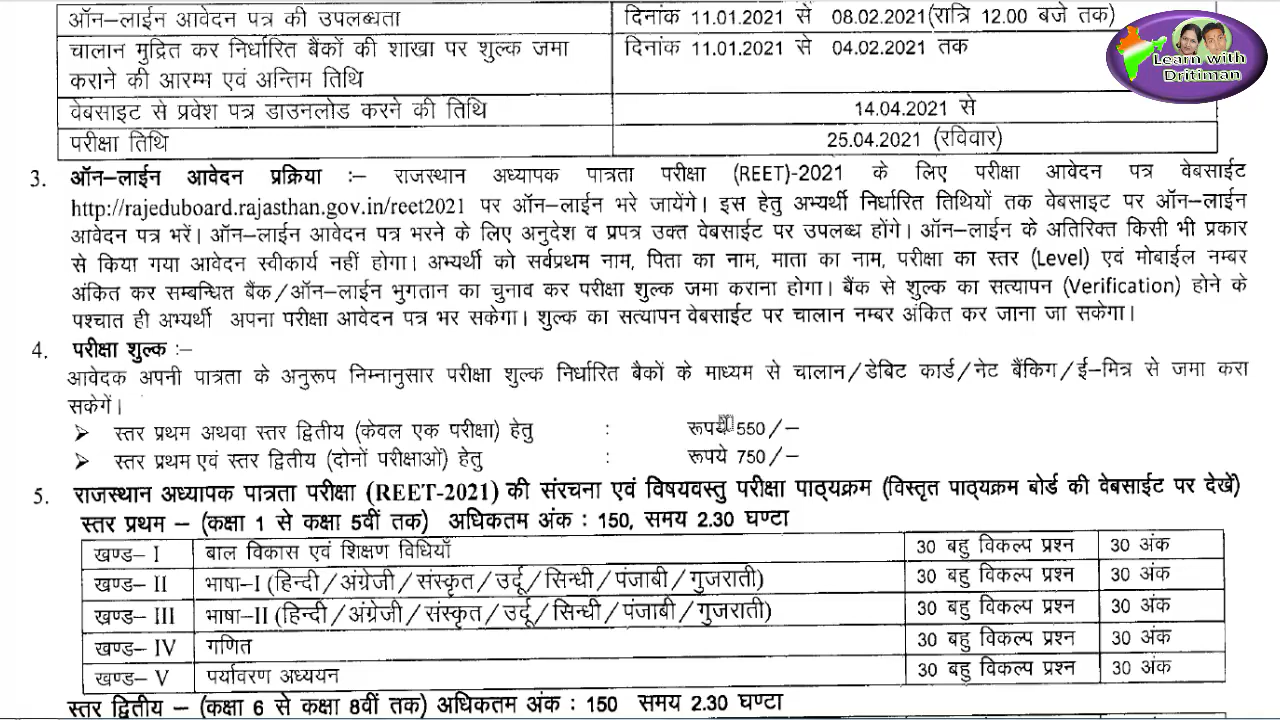 ऑन–लाईन आवेदन पत्र की उपलब्धता दिनांक 11.01.2021 से 08.02.2021(रात्रि 12.00 बजे तक)
चालान मुद्रित कर निर्धारित बैंकों की शाखा पर शुल्क जमा दिनांक 11.01.2021 से 04.02.2021 तक
कराने की आरम्भ एवं अन्तिम तिथि
वेबसाइट से प्रवेश पत्र डाउनलोड करने की तिथि 14.04.2021 से
परीक्षा तिथि 25.04.2021 (रविवार)
Learn with
Dritiman
3. ऑन–लाईन आवेदन प्रक्रिया :– राजस्थान अध्यापक पात्रता परीक्षा (REET)-2021 के लिए परीक्षा आवेदन पत्र वेबसाईट
http://rajeduboard.rajasthan.gov.in/reet2021 पर ऑन–लाईन भरे जायेंगे। इस हेतु अभ्यर्थी निर्धारित तिथियों तक वेबसाइट पर ऑन–लाईन
आवेदन पत्र भरें। ऑन–लाईन आवेदन पत्र भरने के लिए अनुदेश व प्रपत्र उक्त वेबसाईट पर उपलब्ध होंगे। ऑन–लाईन के अतिरिक्त किसी भी प्रकार
से किया गया आवेदन स्वीकार्य नहीं होगा। अभ्यर्थी को सर्वप्रथम नाम, पिता का नाम, माता का नाम, परीक्षा का स्तर (Level) एवं मोबाईल नम्बर
अंकित कर सम्बन्धित बैंक/ऑन–लाईन भुगतान का चुनाव कर परीक्षा शुल्क जमा कराना होगा। बैंक से शुल्क का सत्यापन (Verification) होने के
पश्चात ही अभ्यर्थी अपना परीक्षा आवेदन पत्र भर सकेगा। शुल्क का सत्यापन वेबसाईट पर चालान नम्बर अंकित कर जाना जा सकेगा।
4. परीक्षा शुल्क :–
आवेदक अपनी पात्रता के अनुरूप निम्नानुसार परीक्षा शुल्क निर्धारित बैकों के माध्यम से चालान/डेबिट कार्ड/नेट बैंकिग/ई–मित्र से जमा करा
सकेगें।
➢ स्तर प्रथम अथवा स्तर द्वितीय (केवल एक परीक्षा) हेतु : रूपये 550/–
➢ स्तर प्रथम एवं स्तर द्वितीय (दोनों परीक्षाओं) हेतु : रूपये 750/–
5. राजस्थान अध्यापक पात्रता परीक्षा (REET-2021) की संरचना एवं विषयवस्तु परीक्षा पाठ्यक्रम (विस्तृत पाठ्यक्रम बोर्ड की वेबसाईट पर देखें)
स्तर प्रथम – (कक्षा 1 से कक्षा 5वीं तक) अधिकतम अंक : 150, समय 2.30 घण्टा
खण्ड– I बाल विकास एवं शिक्षण विधियाँ 30 बहु विकल्प प्रश्न 30 अंक
खण्ड– II भाषा–I (हिन्दी/अंग्रेजी/संस्कृत/उर्दू/सिन्धी/पंजाबी/गुजराती) 30 बहु विकल्प प्रश्न 30 अंक
खण्ड– III भाषा–II (हिन्दी/अंग्रेजी/संस्कृत/उर्दू/सिन्धी/पंजाबी/गुजराती) 30 बहु विकल्प प्रश्न 30 अंक
खण्ड– IV गणित 30 बहु विकल्प प्रश्न 30 अंक
खण्ड– V पर्यावरण अध्ययन 30 बहु विकल्प प्रश्न 30 अंक
स्तर द्वितीय – (कक्षा 6 से कक्षा 8वीं तक) अधिकतम अंक : 150 समय 2.30 घण्टा